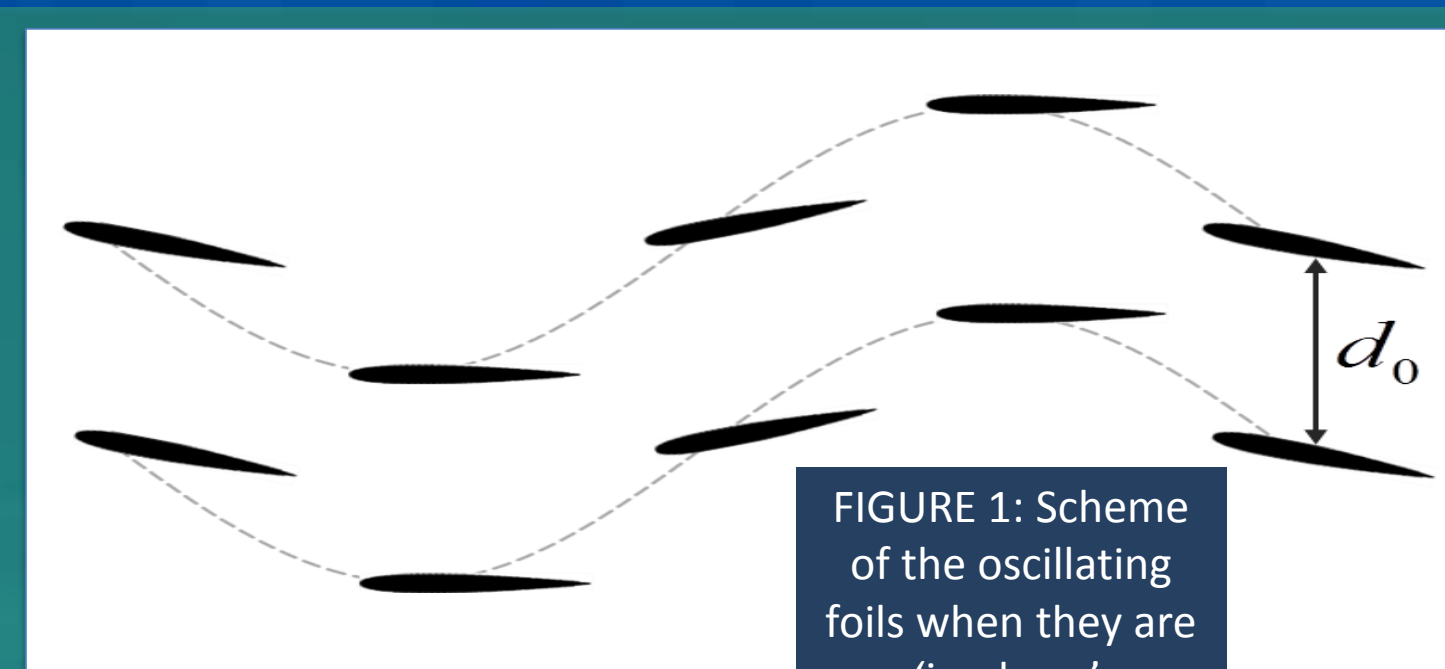 d₀
FIGURE 1: Scheme
of the oscillating
foils when they are